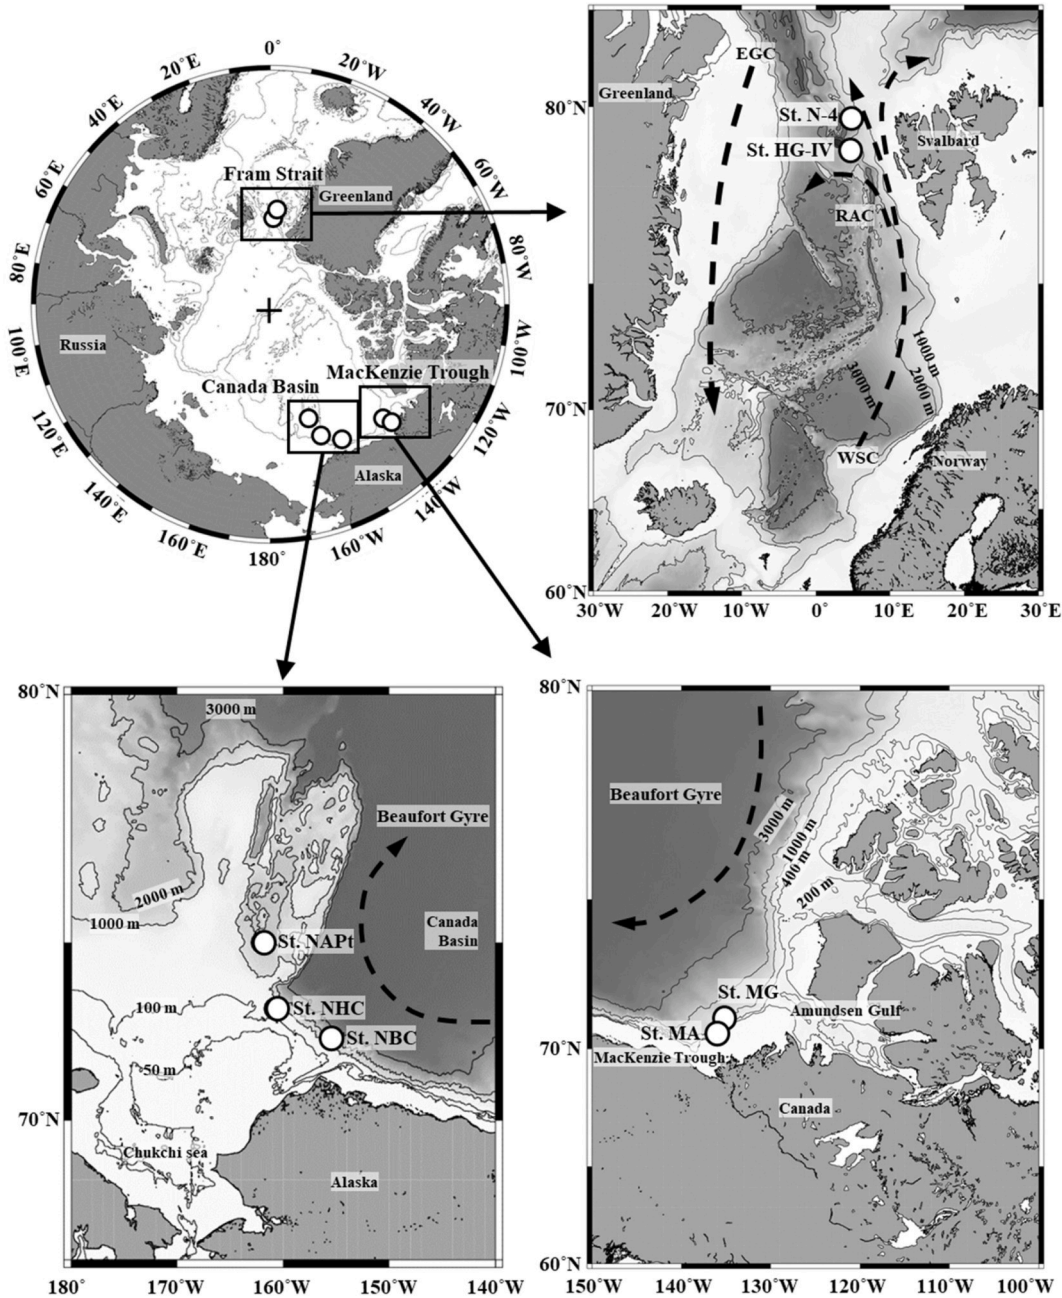 0˚
20˚E
20˚W
40˚E
40˚W
60˚E
60˚W
80˚E
80˚W
100˚E
100˚W
120˚E
120˚W
140˚E
140˚W
160˚E
160˚W
180˚
Fram Strait
Greenland
Russia
Canada Basin
MacKenzie Trough
Alaska
80˚N
70˚N
60˚N
30˚W
20˚W
10˚W
0˚
10˚E
20˚E
30˚E
EGC
Greenland
St. N-4
St. HG-IV
Svalbard
RAC
1000 m
2000 m
3000 m
WSC
Norway
80˚N
70˚N
180˚
170˚W
160˚W
150˚W
140˚W
3000 m
Beaufort Gyre
2000 m
1000 m
Canada
Basin
St. NAPt
100 m
St. NHC
St. NBC
50 m
Chukchi sea
Alaska
80˚N
70˚N
60˚N
150˚W
140˚W
130˚W
120˚W
110˚W
100˚W
Beaufort Gyre
3000 m
1000 m
400 m
200 m
St. MG
Amundsen Gulf
St. MA
MacKenzie Trough
Canada